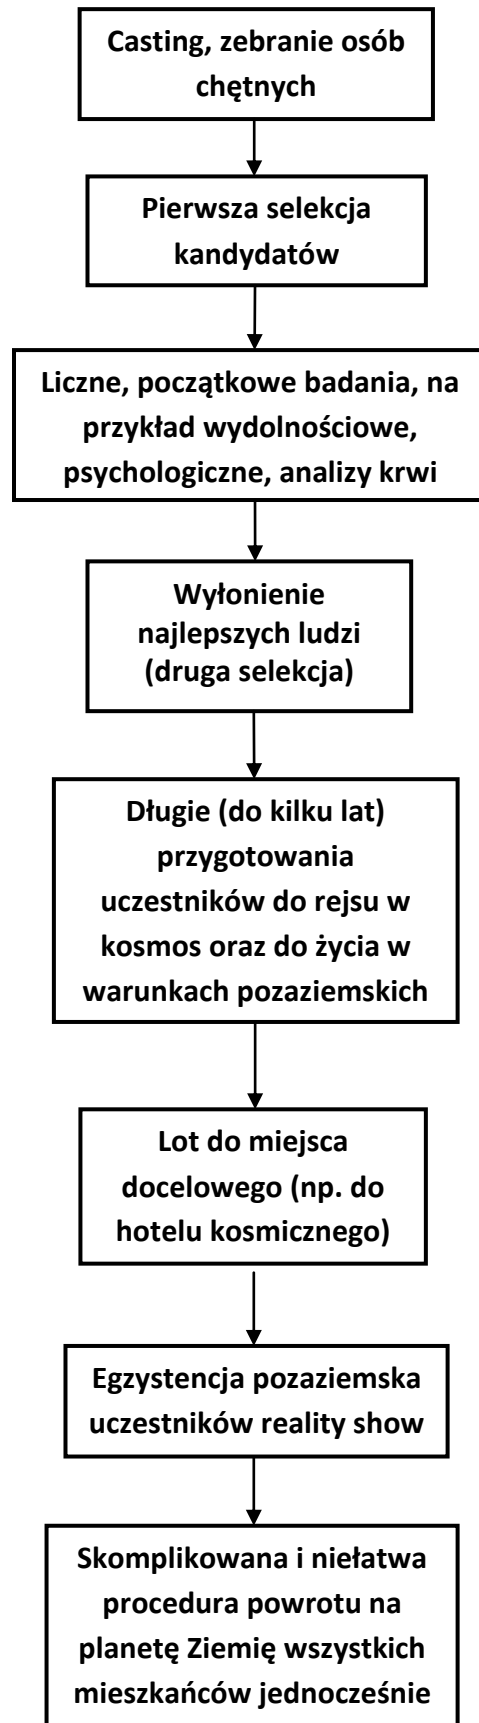 Casting, zebranie osób
chętnych
Pierwsza selekcja
kandydatów
Liczne, początkowe badania, na
przykład wydolnościowe,
psychologiczne, analizy krwi
Wyłonienie
najlepszych ludzi
(druga selekcja)
Długie (do kilku lat)
przygotowania
uczestników do rejsu w
kosmos oraz do życia w
warunkach pozaziemskich
Lot do miejsca
docelowego (np. do
hotelu kosmicznego)
Egzystencja pozaziemska
uczestników reality show
Skomplikowana i niełatwa
procedura powrotu na
planetę Ziemię wszystkich
mieszkańców jednocześnie